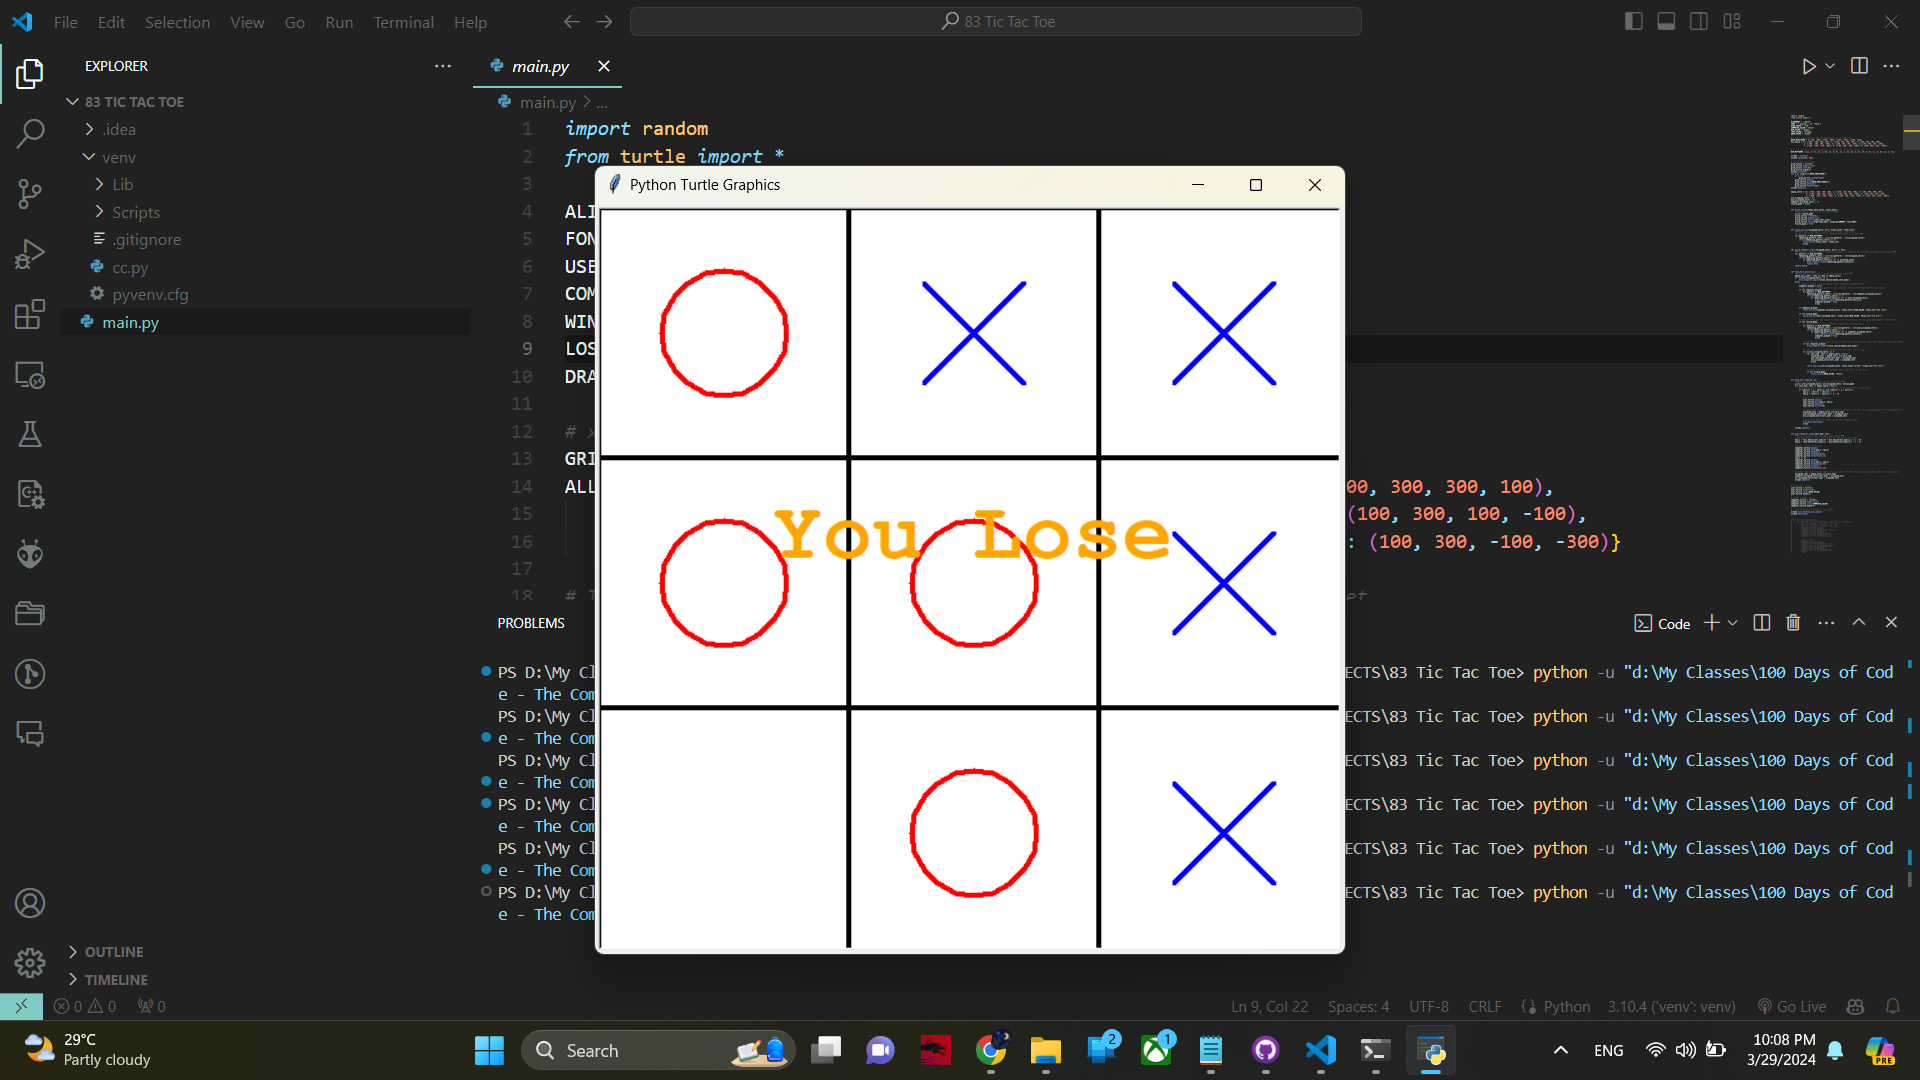 File Edit Selection View Go Run Terminal Help
83 Tic Tac Toe
EXPLORER
83 TIC TAC TOE
.idea
venv
Lib
Scripts
.gitignore
cc.py
pyvenv.cfg
main.py
OUTLINE
TIMELINE
main.py
main.py > ...
1 import random
2 from turtle import *
3
4 ALI
5 FON
6 USE
7 COM
8 WIN
9 LOS
10 DRA
11
12 #
13 GRI
14 ALL 00, 300, 300, 100),
15 (100, 300, 100, -100),
16 : (100, 300, -100, -300)}
17
18 #
Python Turtle Graphics
You Lose
PROBLEMS
Code
PS D:\My Cl ECTS\83 Tic Tac Toe> python -u "d:\My Classes\100 Days of Cod
e - The Com
PS D:\My Cl ECTS\83 Tic Tac Toe> python -u "d:\My Classes\100 Days of Cod
e - The Com
PS D:\My Cl ECTS\83 Tic Tac Toe> python -u "d:\My Classes\100 Days of Cod
e - The Com
PS D:\My Cl ECTS\83 Tic Tac Toe> python -u "d:\My Classes\100 Days of Cod
e - The Com
PS D:\My Cl ECTS\83 Tic Tac Toe> python -u "d:\My Classes\100 Days of Cod
e - The Com
PS D:\My Cl ECTS\83 Tic Tac Toe> python -u "d:\My Classes\100 Days of Cod
e - The Com
0 0 0
Ln 9, Col 22 Spaces: 4 UTF-8 CRLF Python 3.10.4 ('venv': venv) Go Live
29°C
Partly cloudy
Search
2
1
ENG
10:08 PM
3/29/2024
PRE